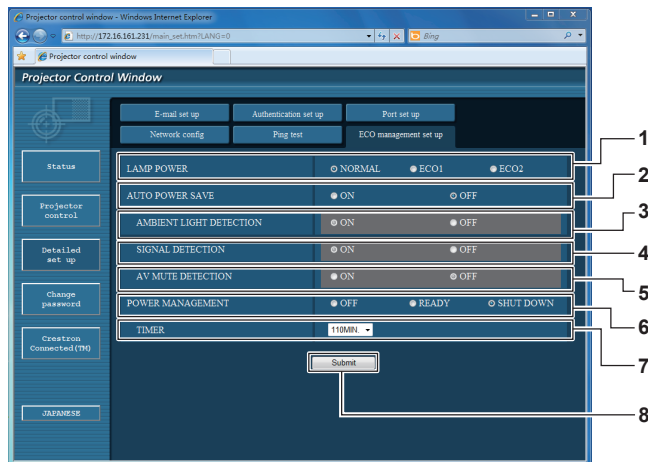 Projector control window - Windows Internet Explorer
http://172.16.161.231/main_set.htm?LANG=0
Bing
Projector control window
Projector Control Window
E-mail set up Authentication set up Port set up
Network config Ping test ECO management set up
Status
Projector control
Detailed set up
Change password
Crestron Connected(TM)
JAPANESE
LAMP POWER NORMAL ECO1 ECO2 1
AUTO POWER SAVE ON OFF 2
AMBIENT LIGHT DETECTION ON OFF 3
SIGNAL DETECTION ON OFF 4
AV MUTE DETECTION ON OFF 5
POWER MANAGEMENT OFF READY SHUT DOWN 6
TIMER 110MIN. 7
Submit 8